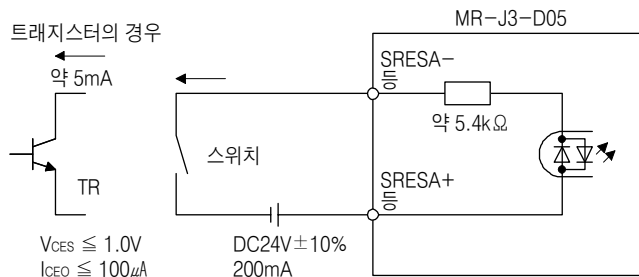 MR-J3-D05
트래지스터의 경우
약 5mA
SRESA-
등
약 5.4kΩ
스위치
TR
SRESA+
등
VCES ≦ 1.0V
ICEO ≦ 100㎂
DC24V±10%
200mA